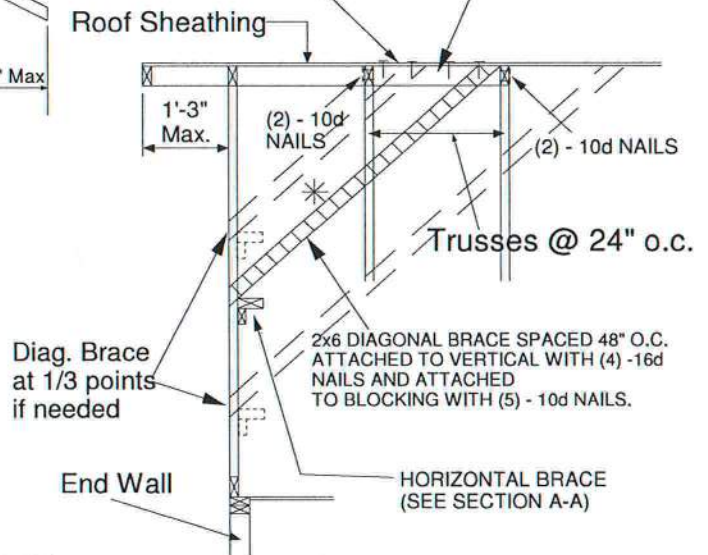 Roof Sheathing
" Max
1'-3"
Max.
(2) - 10d
NAILS
(2) - 10d NAILS
Trusses @ 24" o.c.
Diag. Brace
at 1/3 points
if needed
2x6 DIAGONAL BRACE SPACED 48" O.C.
ATTACHED TO VERTICAL WITH (4) -16d
NAILS AND ATTACHED
TO BLOCKING WITH (5) - 10d NAILS.
End Wall
HORIZONTAL BRACE
(SEE SECTION A-A)